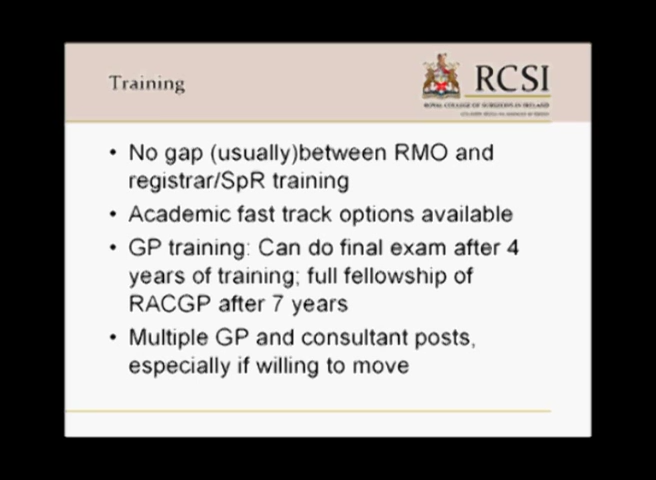 Training
RCSI
ROYAL COLLEGE OF SURGEONS IN IRELAND
• No gap (usually)between RMO and
registrar/SpR training
• Academic fast track options available
• GP training: Can do final exam after 4
years of training; full fellowship of
RACGP after 7 years
• Multiple GP and consultant posts,
especially if willing to move